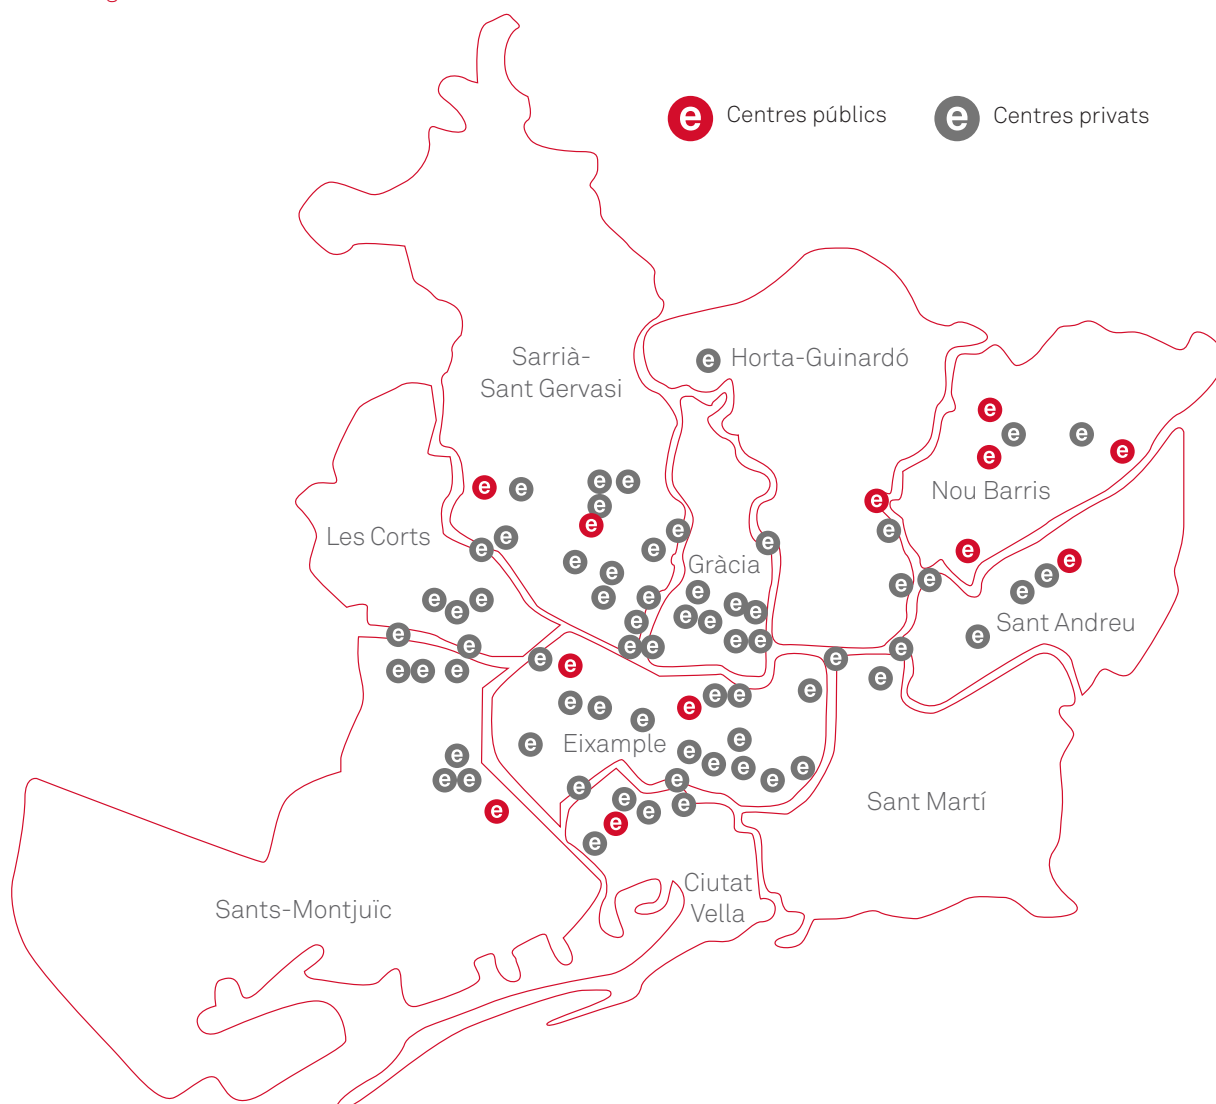 e Centres públics
e Centres privats
Sarrià-
Sant Gervasi
Horta-Guinardó
Nou Barris
Les Corts
Gràcia
Sant Andreu
Eixample
Sant Martí
Ciutat
Vella
Sants-Montjuïc